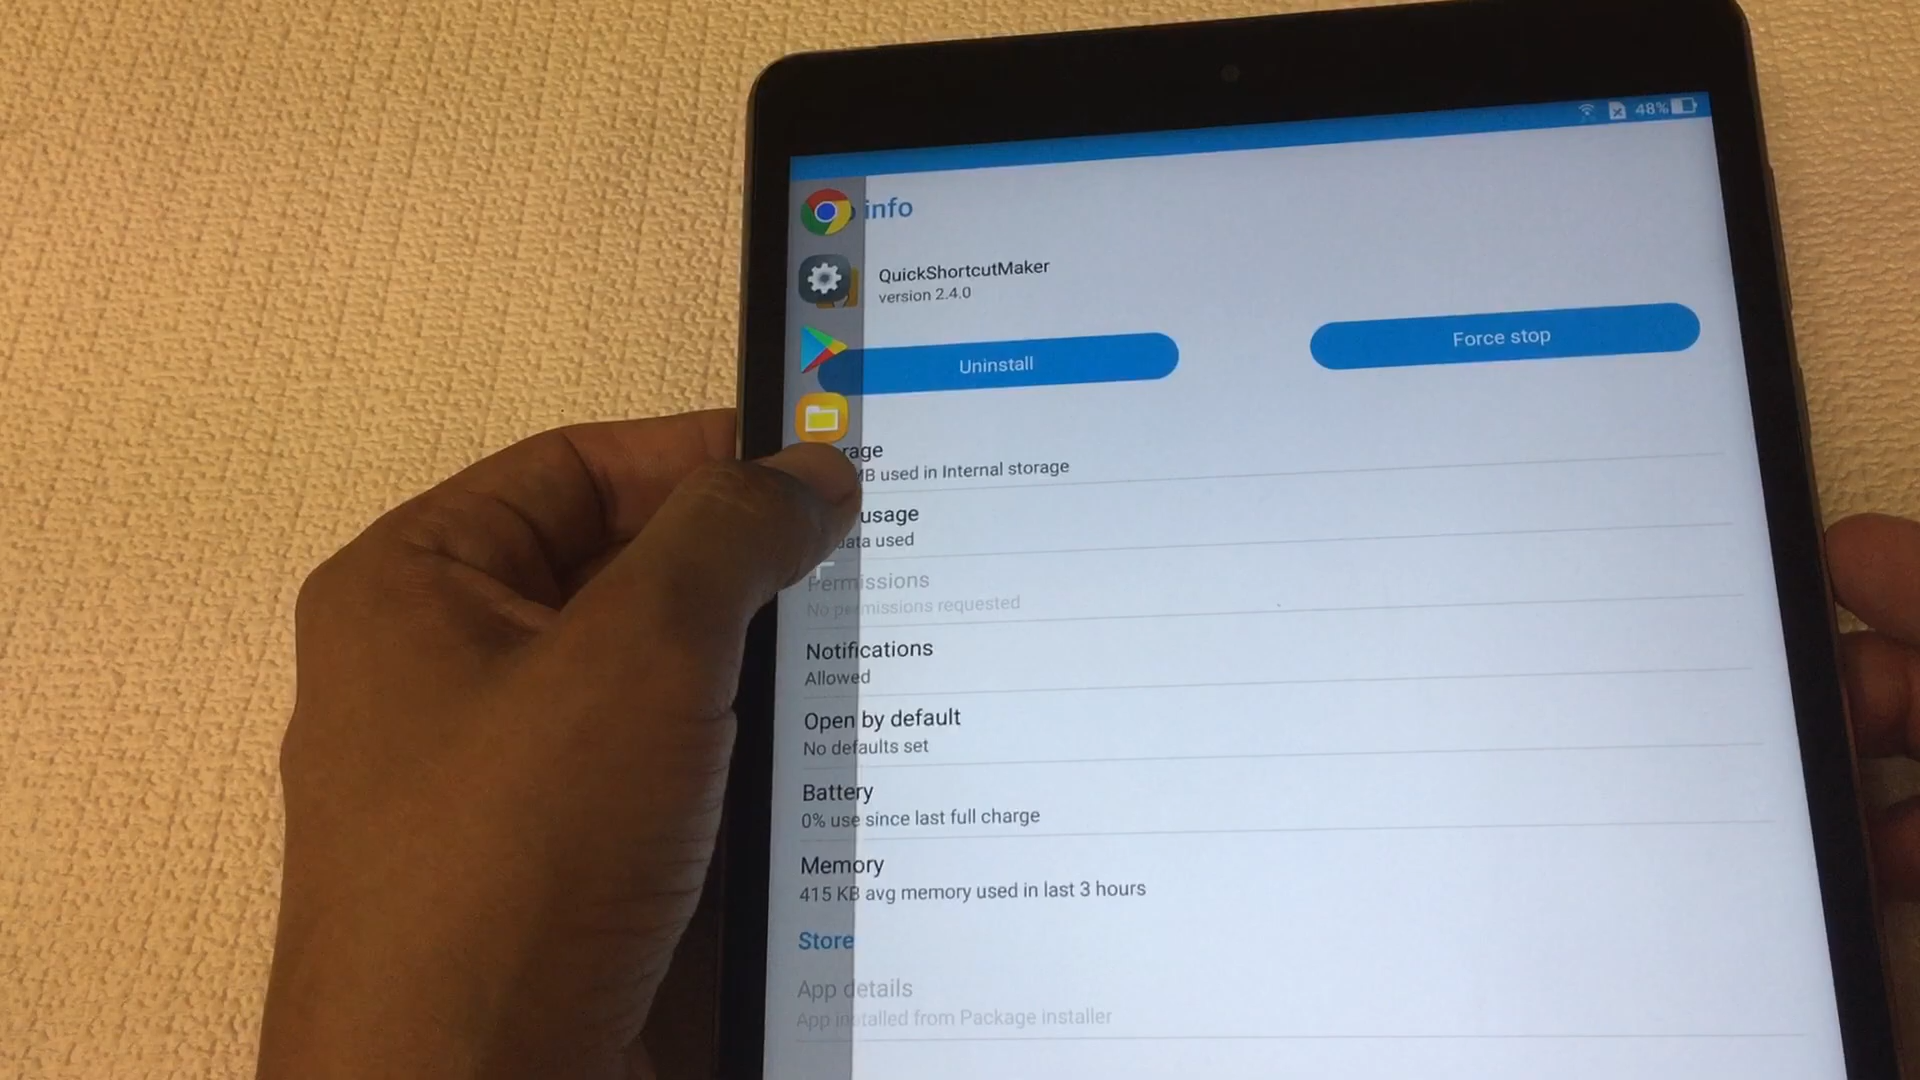 48%
info
QuickShortcutMaker
version 2.4.0
Uninstall
Force stop
rage
MB used in Internal storage
usage
data used
Permissions
No permissions requested
Notifications
Allowed
Open by default
No defaults set
Battery
0% use since last full charge
Memory
415 KB avg memory used in last 3 hours
Store
App details
App installed from Package installer